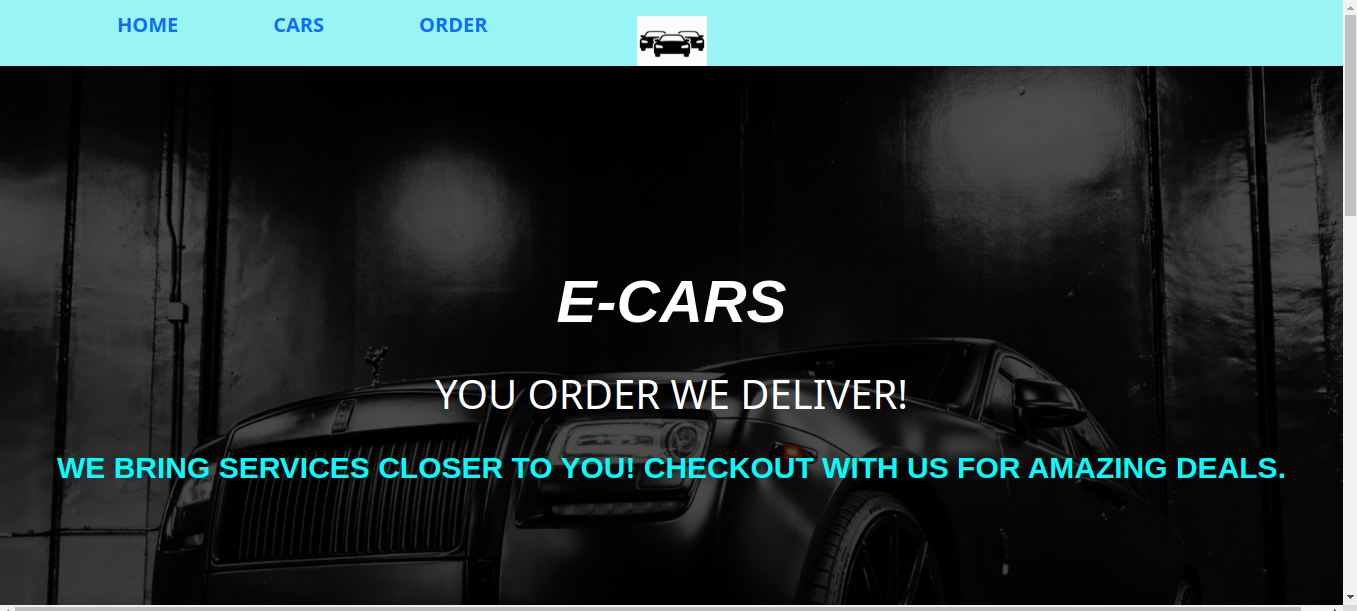 HOME CARS ORDER
E-CARS
YOU ORDER WE DELIVER!
WE BRING SERVICES CLOSER TO YOU! CHECKOUT WITH US FOR AMAZING DEALS.